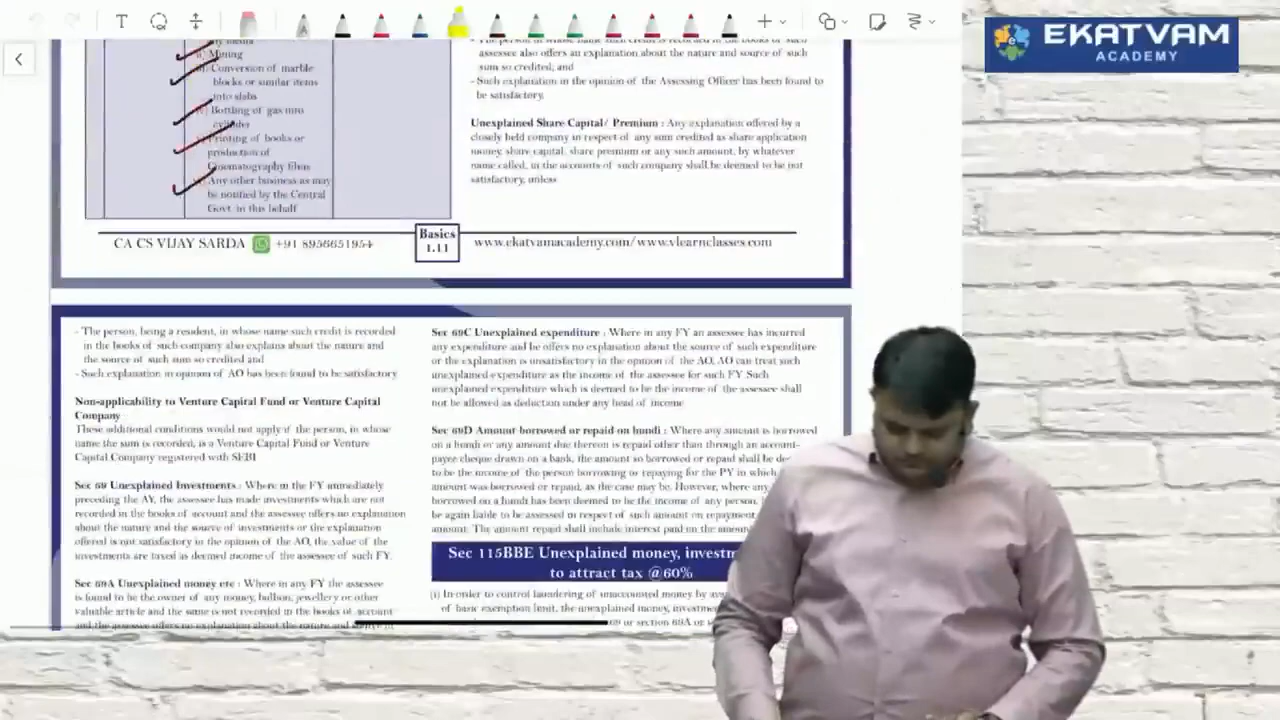 EKATVAM
ACADEMY
T
Mining
Conversion of marble
blocks or similar items
into slabs
Bottling of gas into
cylinder
Printing of books or
production of
Cinematography films
Any other business as may
be notified by the Central
Govt. in this behalf
assessee also offers an explanation about the nature and source of such
sum so credited, and
- Such explanation in the opinion of the Assessing Officer has been found to
be satisfactory.
Unexplained Share Capital/ Premium : Any explanation offered by a
closely held company in respect of any sum credited as share application
money, share capital, share premium or any such amount, by whatever
name called, in the accounts of such company shall be deemed to be not
satisfactory, unless
CA CS VIJAY SARDA +91 8956651954
Basics
1.11
www.ekatvamacademy.com/www.vlearnclasses.com
- The person, being a resident, in whose name such credit is recorded
in the books of such company also explains about the nature and
the source of such sum so credited and
- Such explanation in opinion of AO has been found to be satisfactory
Non-applicability to Venture Capital Fund or Venture Capital
Company
These additional conditions would not apply if the person, in whose
name the sum is recorded, is a Venture Capital Fund or Venture
Capital Company registered with SEBI
Sec 69 Unexplained Investments : Where in the FY immediately
preceding the AY, the assessee has made investments which are not
recorded in the books of account and the assessee offers no explanation
about the nature and the source of investments or the explanation
offered is not satisfactory in the opinion of the AO, the value of the
investments are taxed as deemed income of the assessee of such FY.
Sec 69A Unexplained money etc : Where in any FY the assessee
is found to be the owner of any money, bullion, jewellery or other
valuable article and the same is not recorded in the books of account
and the assessee offers no explanation about the nature and source of
Sec 69C Unexplained expenditure : Where in any FY an assessee has incurred
any expenditure and he offers no explanation about the source of such expenditure
or the explanation is unsatisfactory in the opinion of the AO, AO can treat such
unexplained expenditure as the income of the assessee for such FY. Such
unexplained expenditure which is deemed to be the income of the assessee shall
not be allowed as deduction under any head of income
Sec 69D Amount borrowed or repaid on hundi : Where any amount is borrowed
on a hundi or any amount due thereon is repaid other than through an account-
payee cheque drawn on a bank, the amount so borrowed or repaid shall be
to be the income of the person borrowing or repaying for the PY in which
amount was borrowed or repaid, as the case may be. However, where any
borrowed on a hundi has been deemed to be the income of any person,
be again liable to be assessed in respect of such amount on repayment
amount. The amount repaid shall include interest paid on the amount
Sec 115BBE Unexplained money,
to attract tax @60%
(i) In order to control laundering of unaccounted money by
of basic exemption limit, the unexplained money,
69 or section 69A or